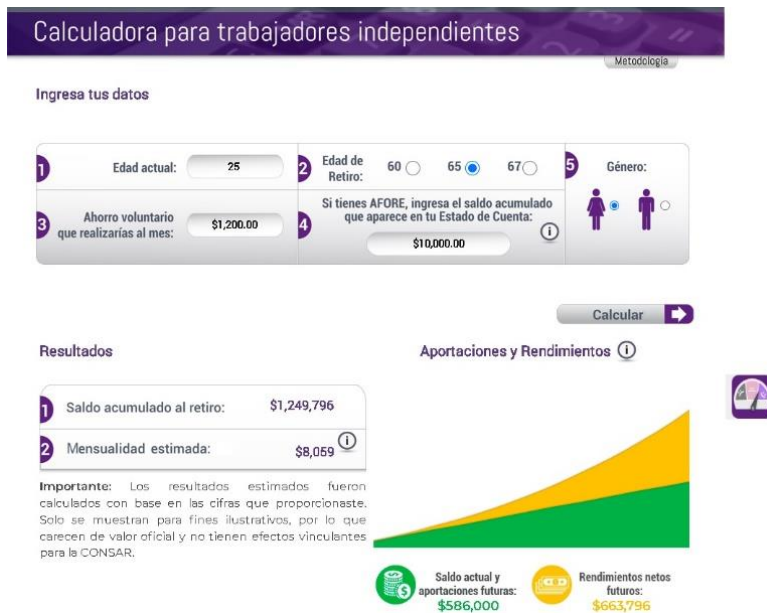 Calculadora para trabajadores independientes
Metodología
Ingresa tus datos
1 Edad actual: 25
2 Edad de Retiro: 60 65 67
5 Género:
3 Ahorro voluntario que realizarías al mes: $1,200.00
4 Si tienes AFORE, ingresa el saldo acumulado
que aparece en tu Estado de Cuenta:
$10,000.00
Calcular
Resultados
Aportaciones y Rendimientos
1 Saldo acumulado al retiro: $1,249,796
2 Mensualidad estimada: $8,059
Importante: Los resultados estimados fueron
calculados con base en las cifras que proporcionaste.
Solo se muestran para fines ilustrativos, por lo que
carecen de valor oficial y no tienen efectos vinculantes
para la CONSAR.
Saldo actual y
aportaciones futuras:
$586,000
Rendimientos netos
futuros:
$663,796